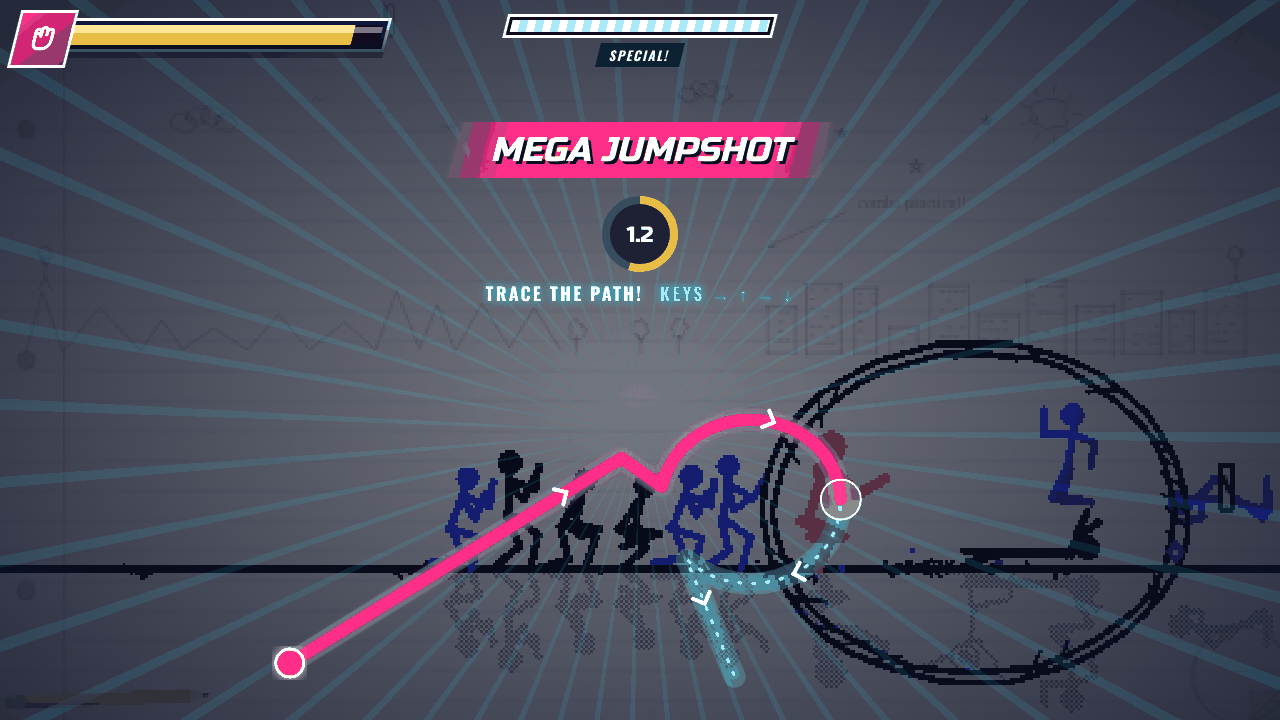 SPECIAL!
MEGA JUMPSHOT
1.2
TRACE THE PATH! KEYS → ↑ → ↓
combo practice!!